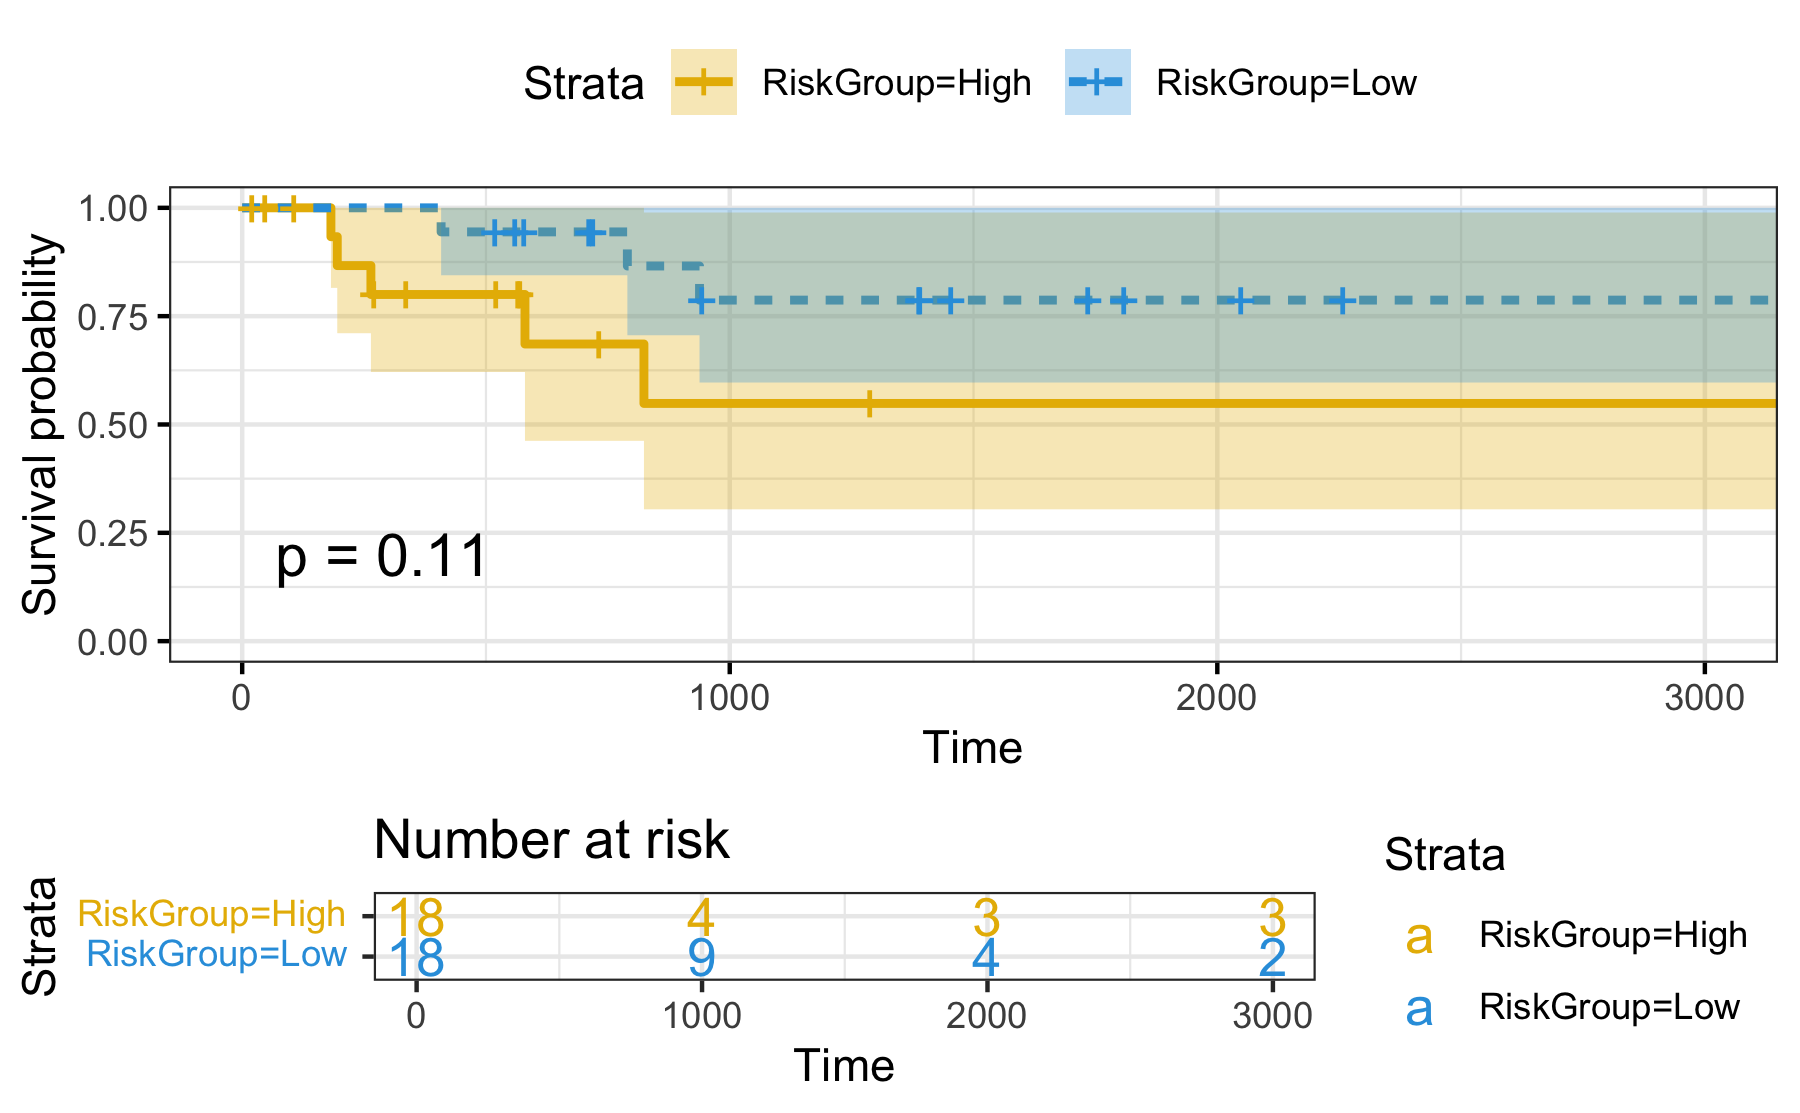 Strata RiskGroup=High RiskGroup=Low
Survival probability
1.00
0.75
0.50
0.25
0.00
p = 0.11
0 1000 2000 3000
Time
Number at risk
Strata
RiskGroup=High 18 4 3 3
RiskGroup=Low 18 9 4 2
0 1000 2000 3000
Time
Strata
a RiskGroup=High
a RiskGroup=Low